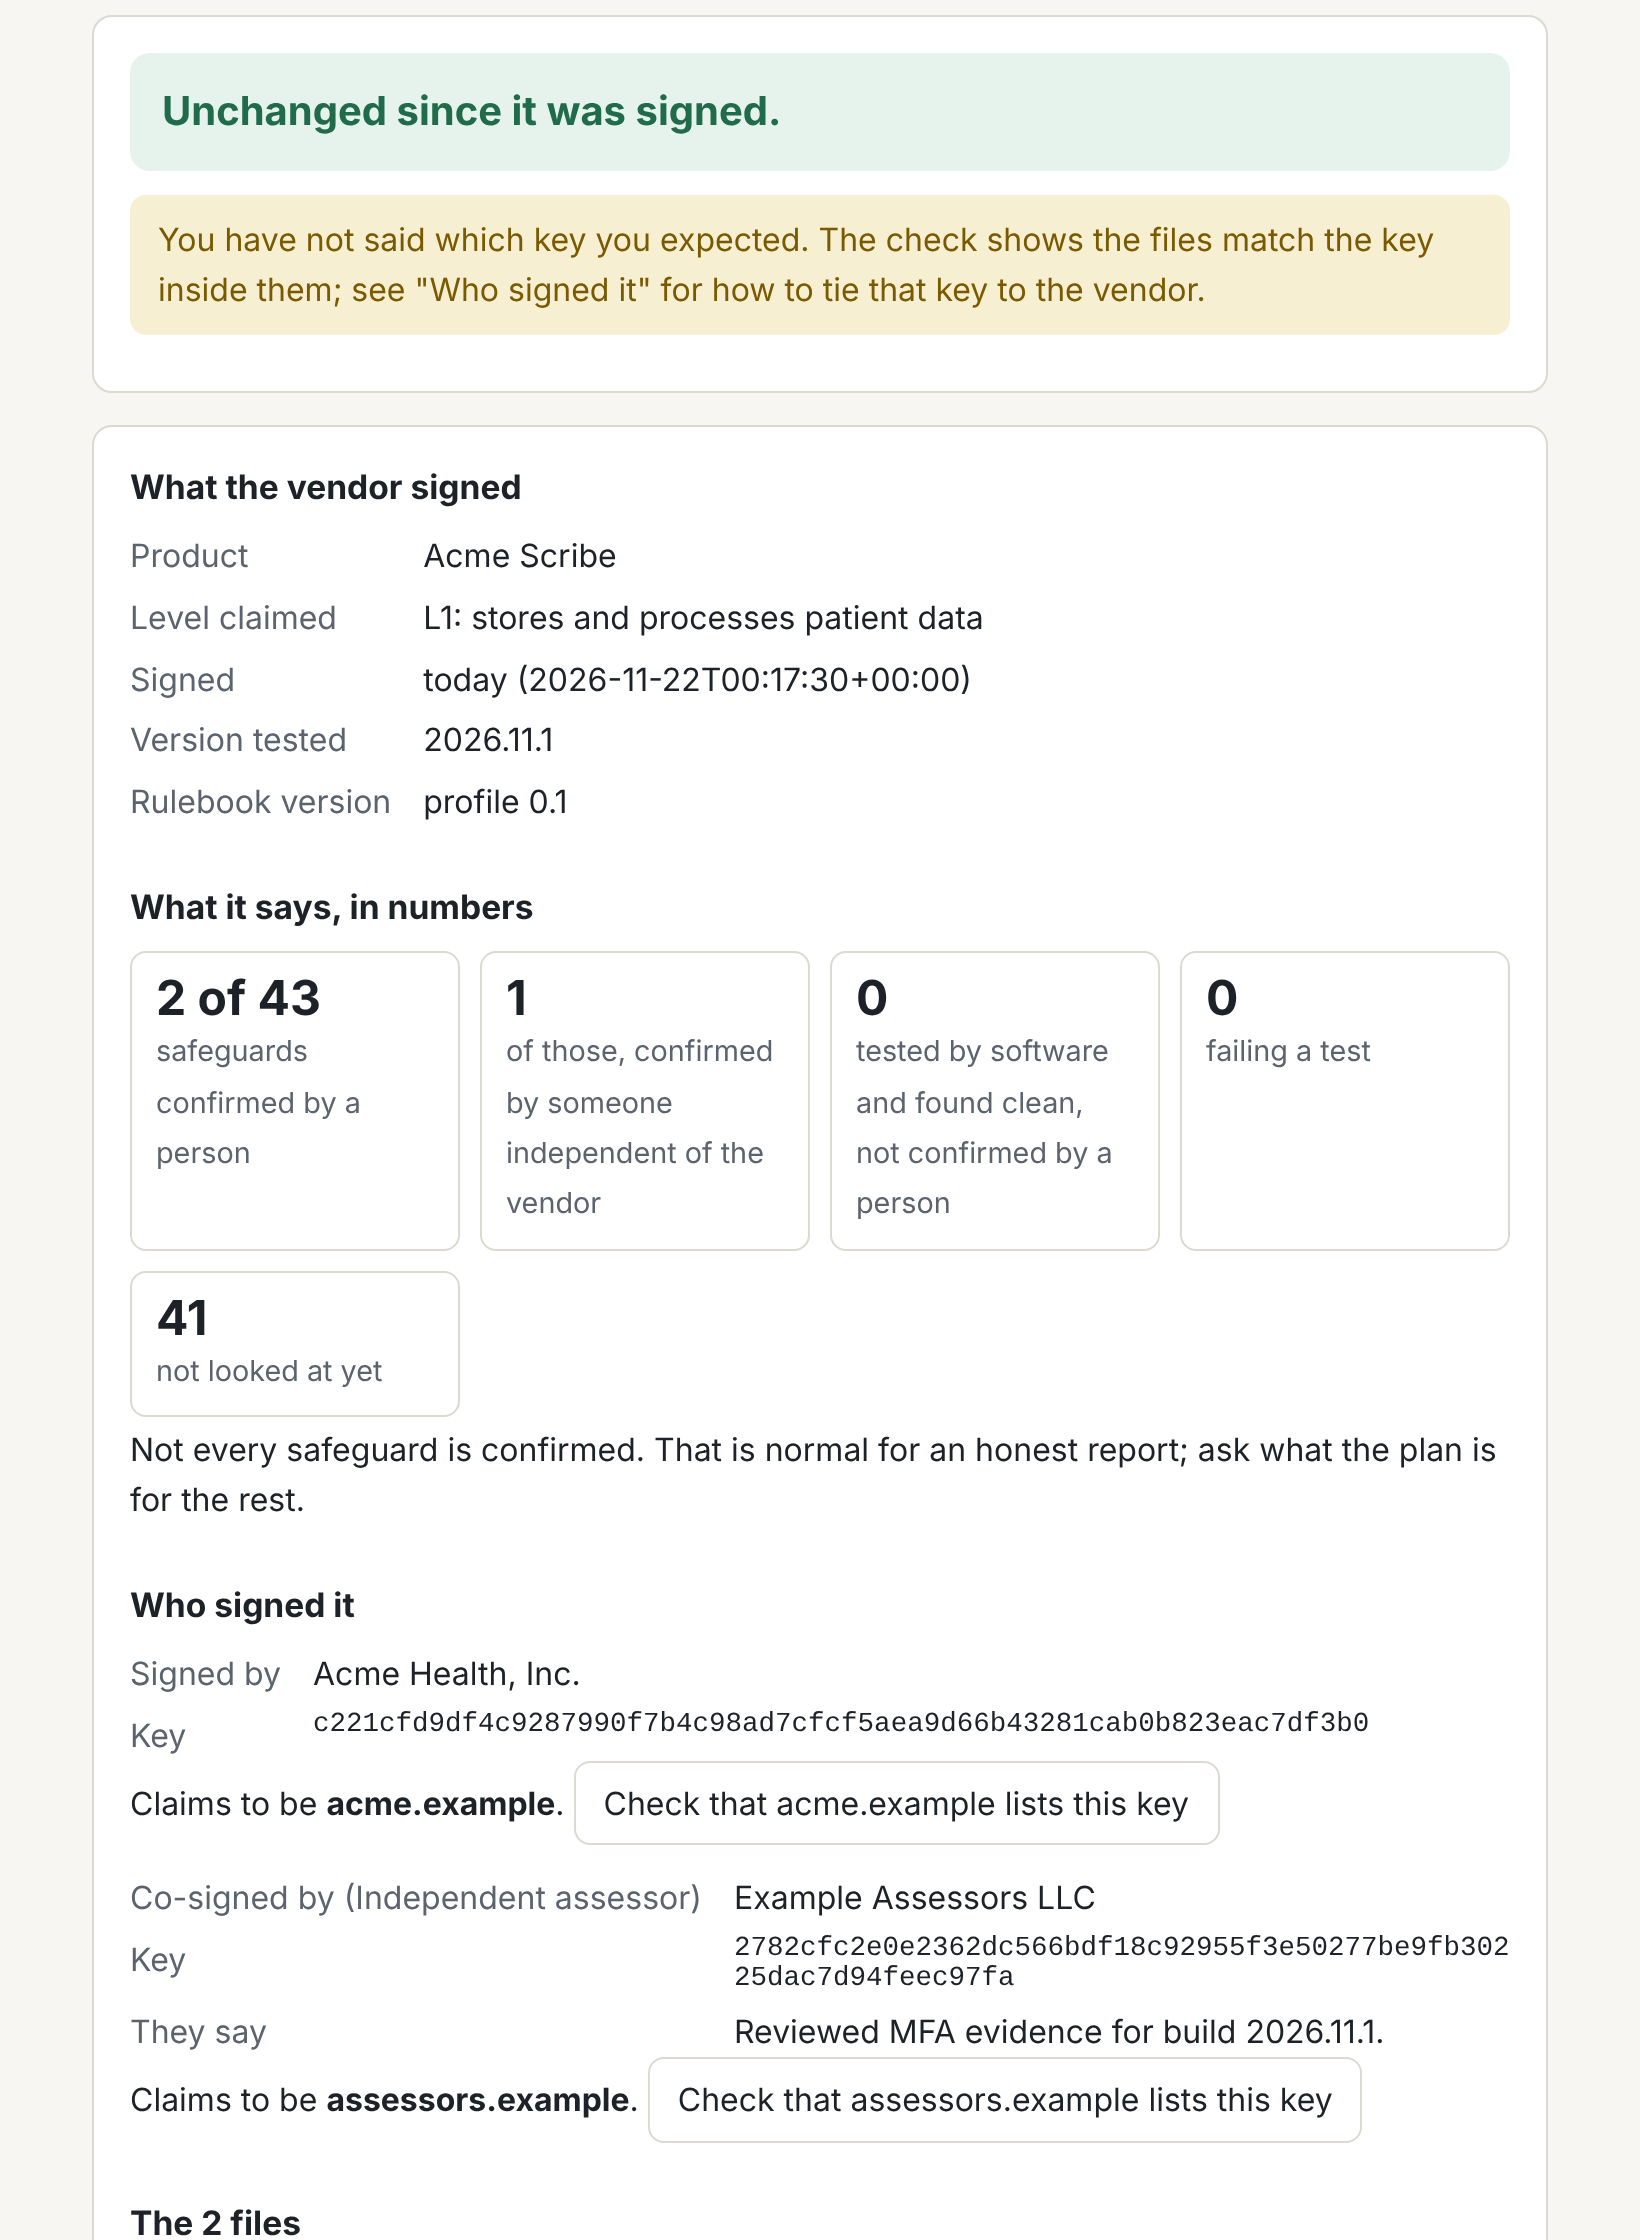 Unchanged since it was signed.
You have not said which key you expected. The check shows the files match the key
inside them; see "Who signed it" for how to tie that key to the vendor.
What the vendor signed
Product Acme Scribe
Level claimed L1: stores and processes patient data
Signed today (2026-11-22T00:17:30+00:00)
Version tested 2026.11.1
Rulebook version profile 0.1
What it says, in numbers
2 of 43
safeguards
confirmed by a
person
1
of those, confirmed
by someone
independent of the
vendor
0
tested by software
and found clean,
not confirmed by a
person
0
failing a test
41
not looked at yet
Not every safeguard is confirmed. That is normal for an honest report; ask what the plan is
for the rest.
Who signed it
Signed by Acme Health, Inc.
Key c221cfd9df4c9287990f7b4c98ad7cfcf5aea9d66b43281cab0b823eac7df3b0
Claims to be acme.example. Check that acme.example lists this key
Co-signed by (Independent assessor) Example Assessors LLC
Key 2782cfc2e0e2362dc566bdf18c92955f3e50277be9fb302
25dac7d94feec97fa
They say Reviewed MFA evidence for build 2026.11.1.
Claims to be assessors.example. Check that assessors.example lists this key
The 2 files